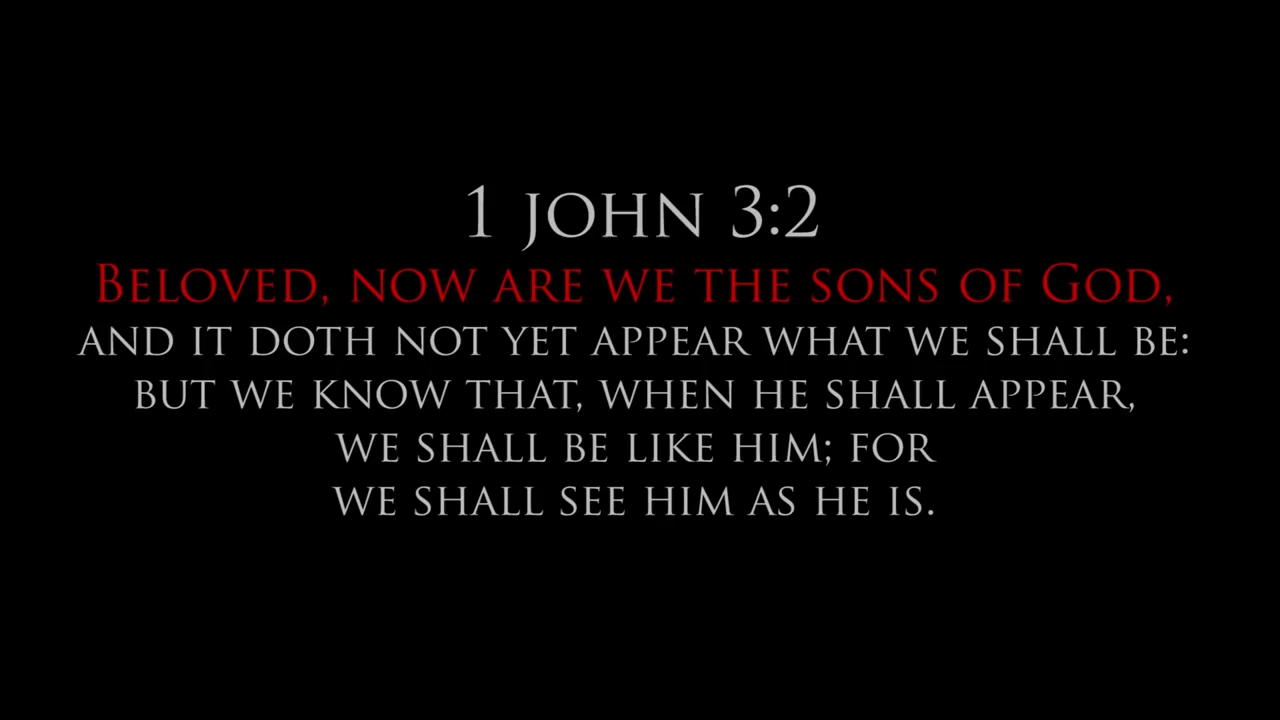 1 JOHN 3:2
BELOVED, NOW ARE WE THE SONS OF GOD,
AND IT DOTH NOT YET APPEAR WHAT WE SHALL BE:
BUT WE KNOW THAT, WHEN HE SHALL APPEAR,
WE SHALL BE LIKE HIM; FOR
WE SHALL SEE HIM AS HE IS.